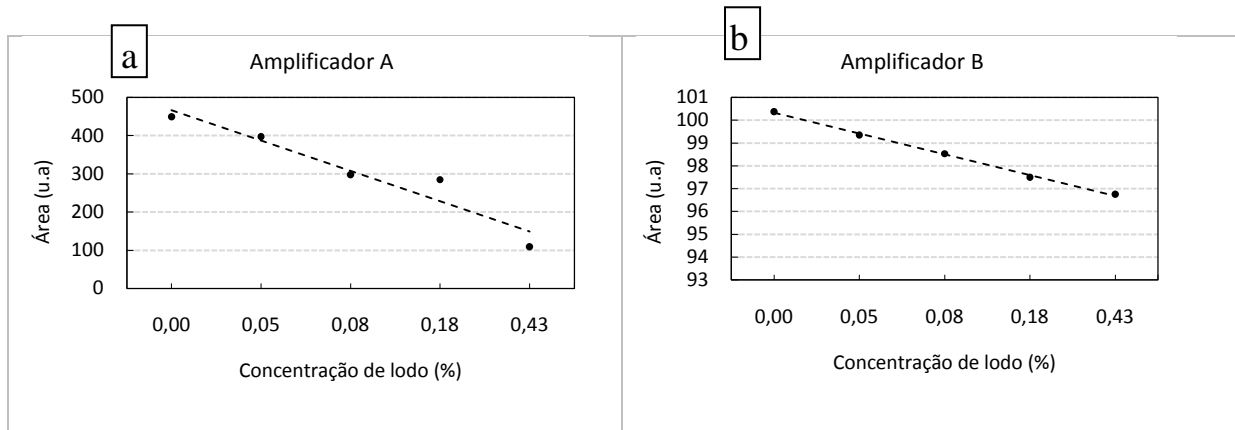 a
Amplificador A
Área (u.a)
500
400
300
200
100
0
0,00 0,05 0,08 0,18 0,43
Concentração de lodo (%)
b
Amplificador B
Área (u.a)
101
100
99
98
97
96
95
94
93
0,00 0,05 0,08 0,18 0,43
Concentração de lodo (%)